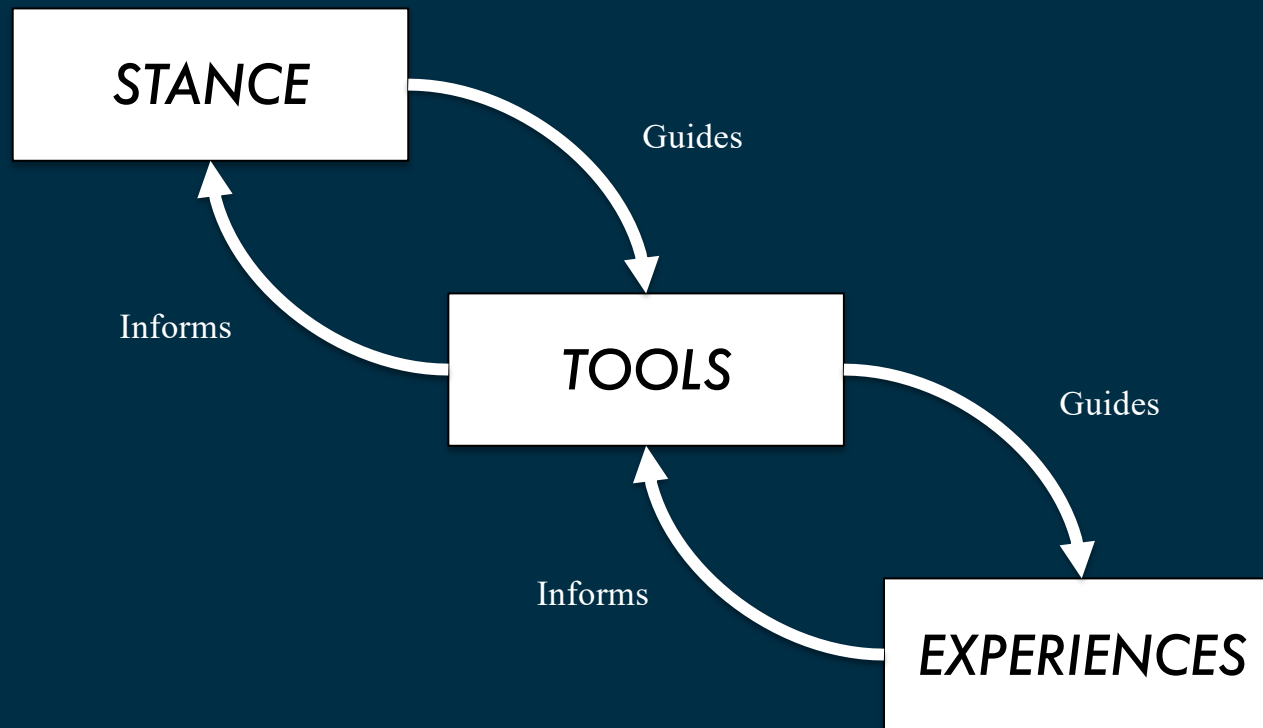 STANCE
Guides
Informs
TOOLS
Guides
Informs
EXPERIENCES